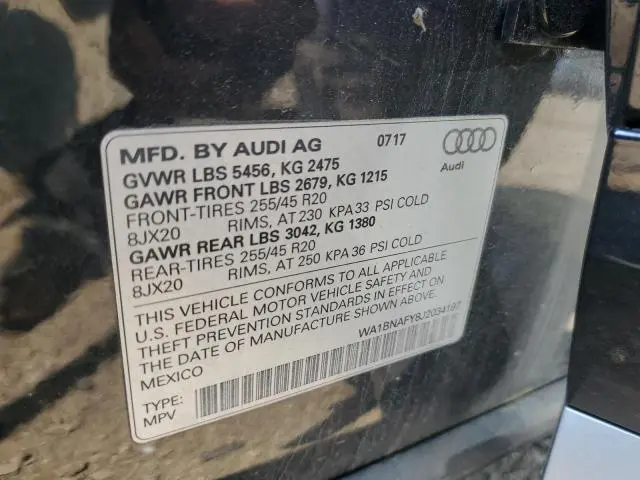 MFD. BY AUDI AG 0717
GVWR LBS 5456, KG 2475
GAWR FRONT LBS 2679, KG 1215
FRONT-TIRES 255/45 R20
8JX20 RIMS, AT 230 KPA 33 PSI COLD
GAWR REAR LBS 3042, KG 1380
REAR-TIRES 255/45 R20
8JX20 RIMS, AT 250 KPA 36 PSI COLD
Audi
THIS VEHICLE CONFORMS TO ALL APPLICABLE
U.S. FEDERAL MOTOR VEHICLE SAFETY AND
THEFT PREVENTION STANDARDS IN EFFECT ON
THE DATE OF MANUFACTURE SHOWN ABOVE.
MEXICO WA1BNAFY8J2034197
TYPE:
MPV